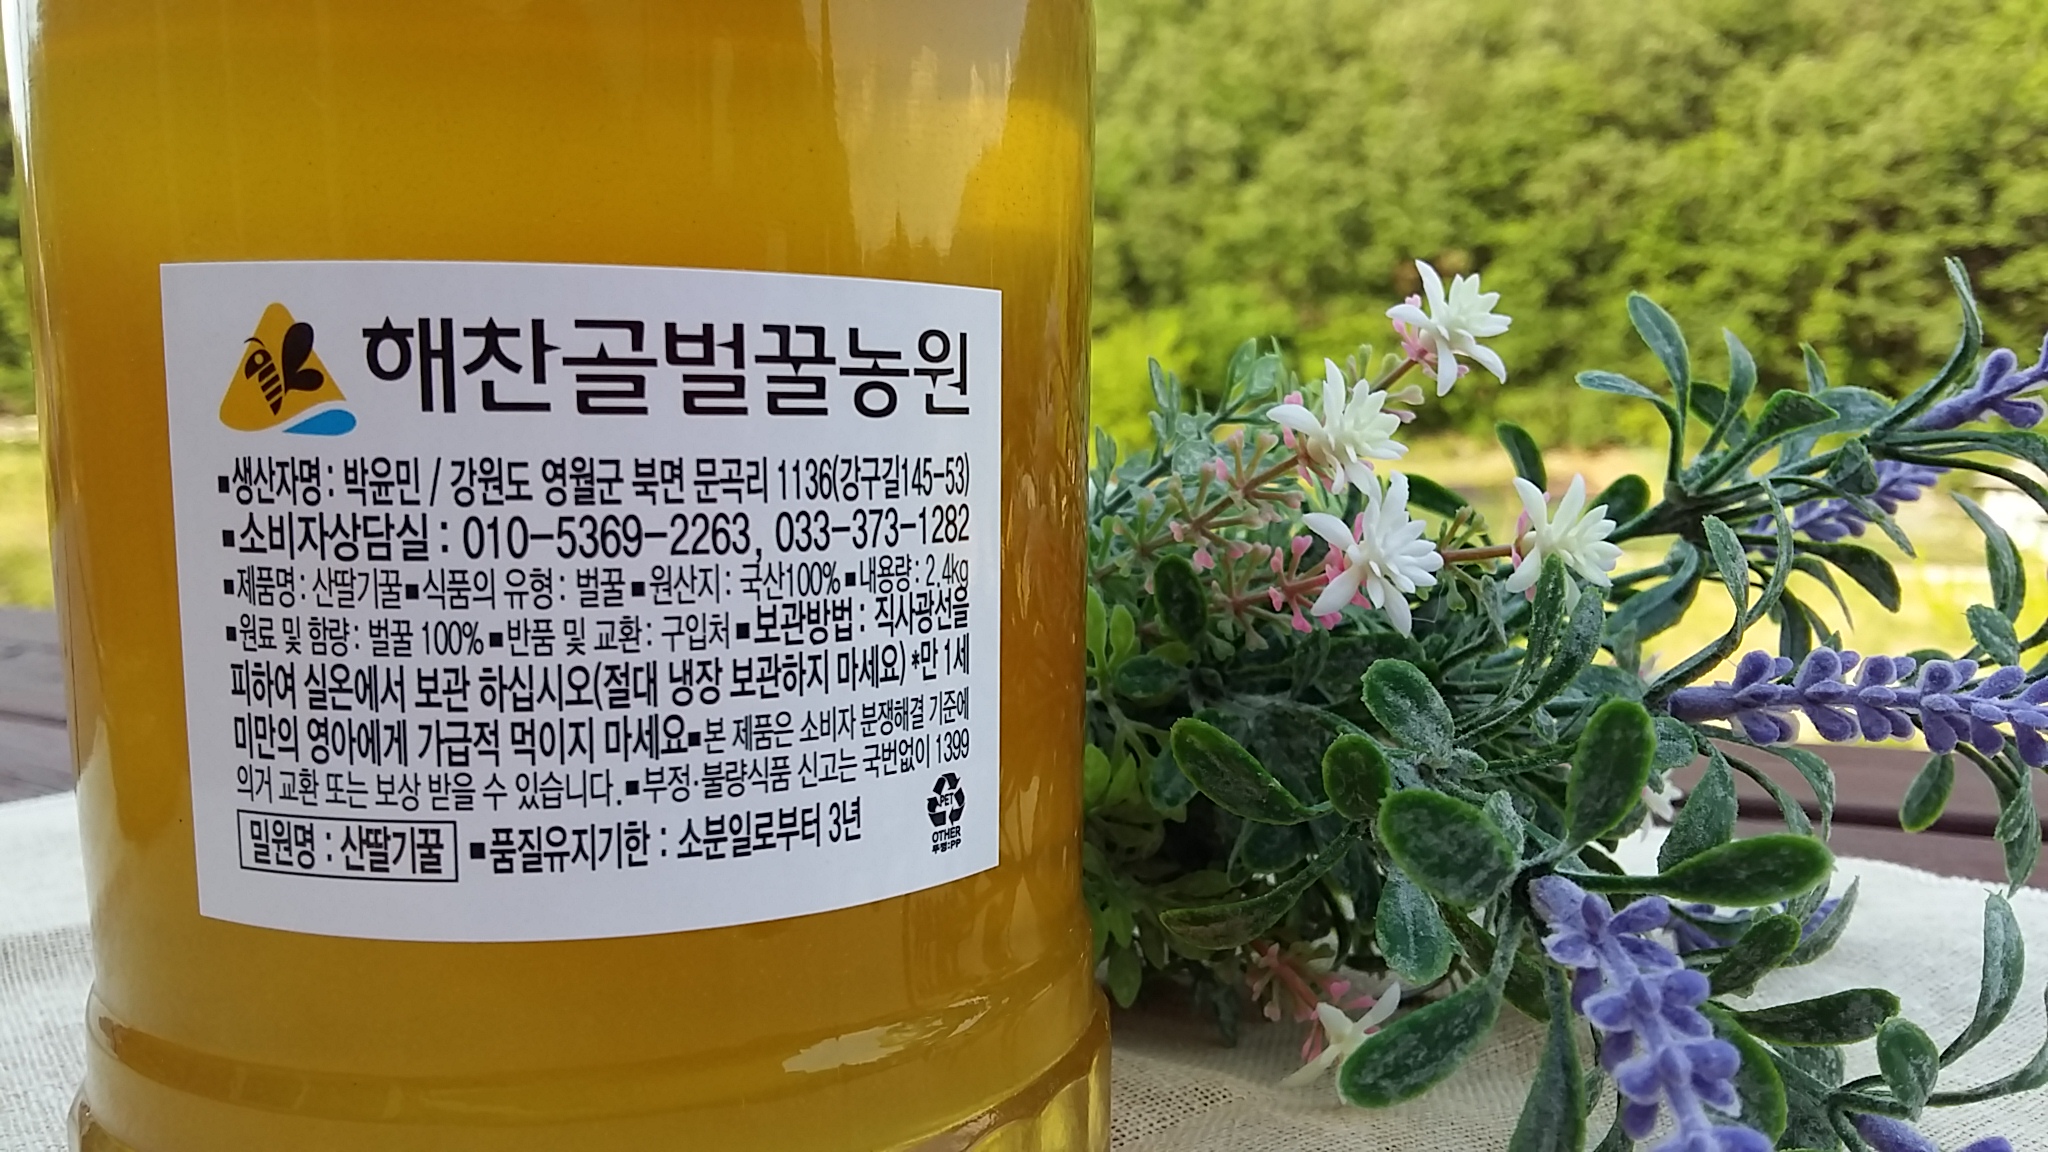 해찬골벌꿀농원
▪생산자명 : 박윤민 / 강원도 영월군 북면 문곡리 1136(강구길145-53)
▪소비자상담실 : 010-5369-2263, 033-373-1282
▪제품명 : 산딸기꿀▪식품의 유형 : 벌꿀▪원산지 : 국산100%▪내용량 : 2.4kg
▪원료 및 함량 : 벌꿀 100%▪반품 및 교환 : 구입처▪보관방법 : 직사광선을
피하여 실온에서 보관 하십시오(절대 냉장 보관하지 마세요) *만 1세
미만의 영아에게 가급적 먹이지 마세요▪본 제품은 소비자 분쟁해결 기준에
의거 교환 또는 보상 받을 수 있습니다.▪부정·불량식품 신고는 국번없이 1399
밀원명 : 산딸기꿀 ▪품질유지기한 : 소분일로부터 3년
PET
OTHER
뚜껑:PP